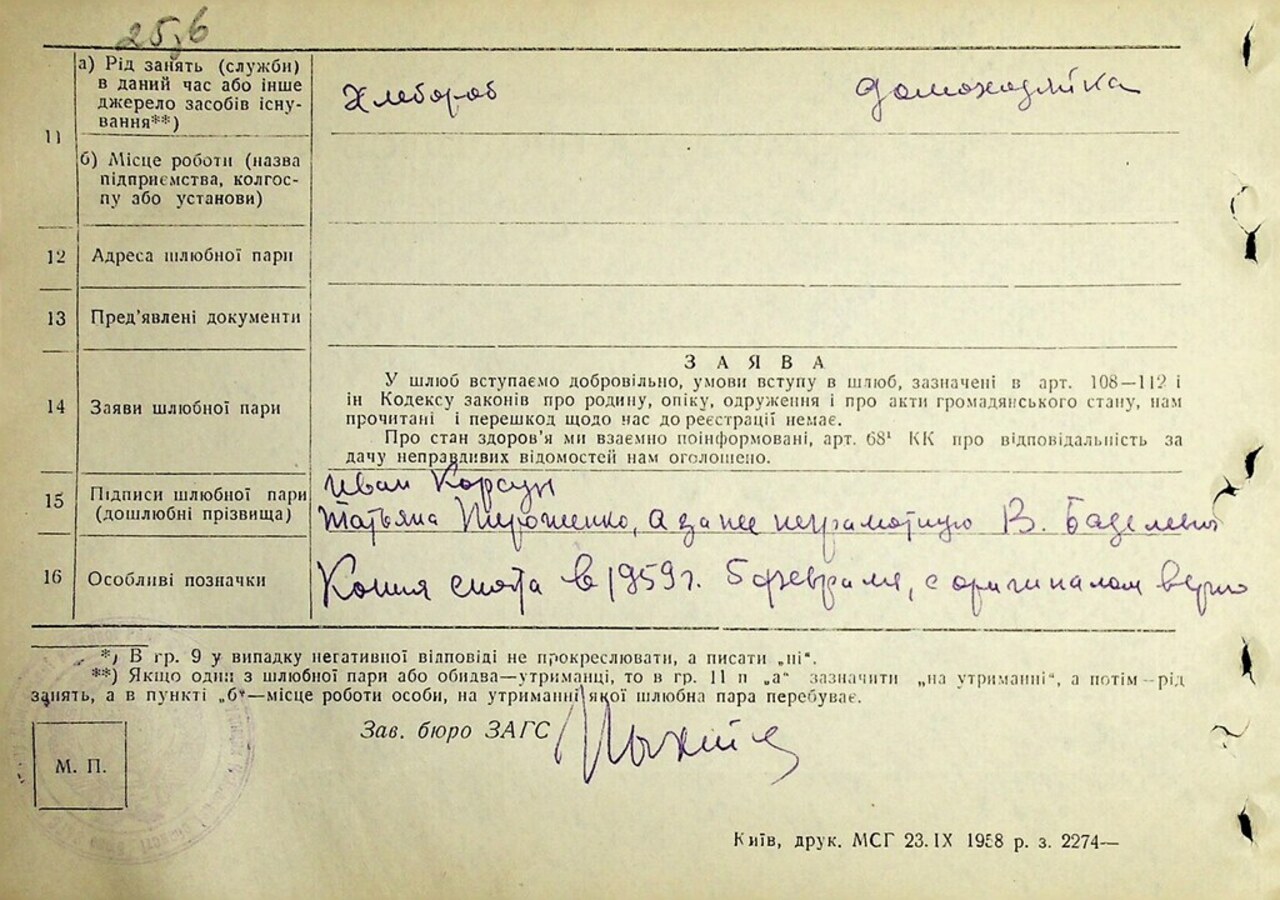 25,6
11
а) Рід занять (служби)
в даний час або інше
джерело засобів існу-
вання**)
Хлебороб
домохозяйка
б) Місце роботи (назва
підприємства, колгос-
пу або установи)
12 Адреса шлюбної пари
13 Пред’явлені документи
14 Заяви шлюбної пари
ЗАЯВА
У шлюб вступаємо добровільно, умови вступу в шлюб, зазначені в арт. 108—112 і
ін Кодексу законів про родину, опіку, одруження і про акти громадянського стану, нам
прочитані і перешкод щодо нас до реєстрації немає.
Про стан здоров’я ми взаємно поінформовані, арт. 68¹ КК про відповідальність за
дачу неправдивих відомостей нам оголошено.
15 Підписи шлюбної пари
(дошлюбні прізвища)
Иван Корсун
Татьяна, а за нее неграмотную В.
16 Особливі позначки
Копия снята в 1959 г. 5 февраля, с оригиналом верно
*) В гр. 9 у випадку негативної відповіді не прокреслювати, а писати „ні“.
**) Якщо один з шлюбної пари або обидва—утриманці, то в гр. 11 п „а“ зазначити „на утриманні“, а потім—рід
занять, а в пункті „б“—місце роботи особи, на утриманні якої шлюбна пара перебуває.
Зав. бюро ЗАГС
М. П.
Київ, друк. МСГ 23.IX 1958 р. з. 2274—